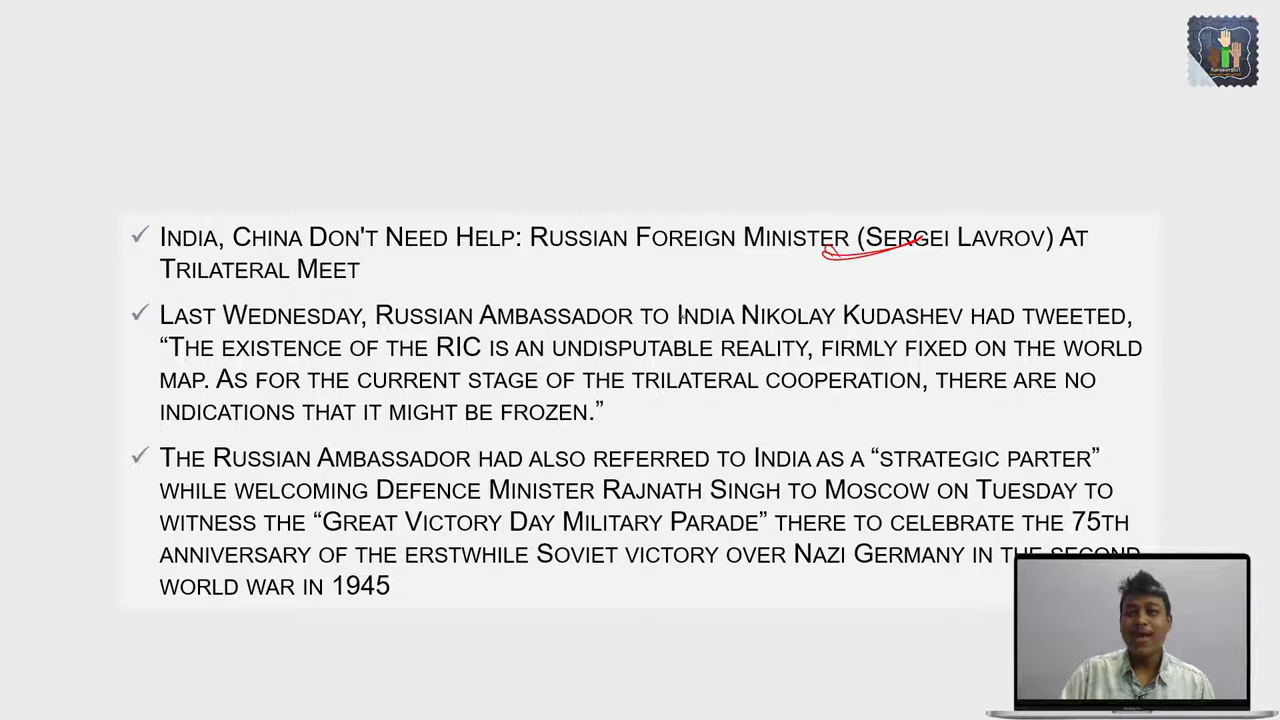 INDIA, CHINA DON'T NEED HELP: RUSSIAN FOREIGN MINISTER (SERGEI LAVROV) AT
TRILATERAL MEET
LAST WEDNESDAY, RUSSIAN AMBASSADOR TO INDIA NIKOLAY KUDASHEV HAD TWEETED,
“THE EXISTENCE OF THE RIC IS AN UNDISPUTABLE REALITY, FIRMLY FIXED ON THE WORLD
MAP. AS FOR THE CURRENT STAGE OF THE TRILATERAL COOPERATION, THERE ARE NO
INDICATIONS THAT IT MIGHT BE FROZEN.”
THE RUSSIAN AMBASSADOR HAD ALSO REFERRED TO INDIA AS A “STRATEGIC PARTER”
WHILE WELCOMING DEFENCE MINISTER RAJNATH SINGH TO MOSCOW ON TUESDAY TO
WITNESS THE “GREAT VICTORY DAY MILITARY PARADE” THERE TO CELEBRATE THE 75TH
ANNIVERSARY OF THE ERSTWHILE SOVIET VICTORY OVER NAZI GERMANY IN THE SECOND
WORLD WAR IN 1945